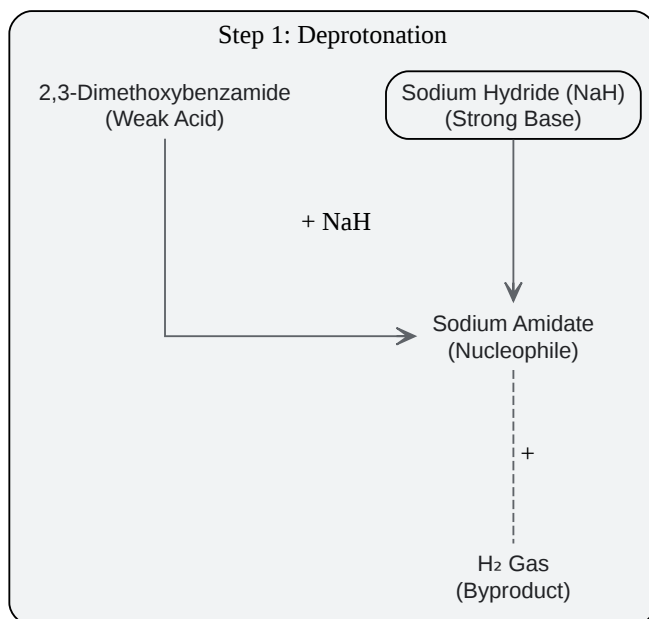 Step 1: Deprotonation
2,3-Dimethoxybenzamide
(Weak Acid)
Sodium Hydride (NaH)
(Strong Base)
+ NaH
Sodium Amidate
(Nucleophile)
+
H₂ Gas
(Byproduct)